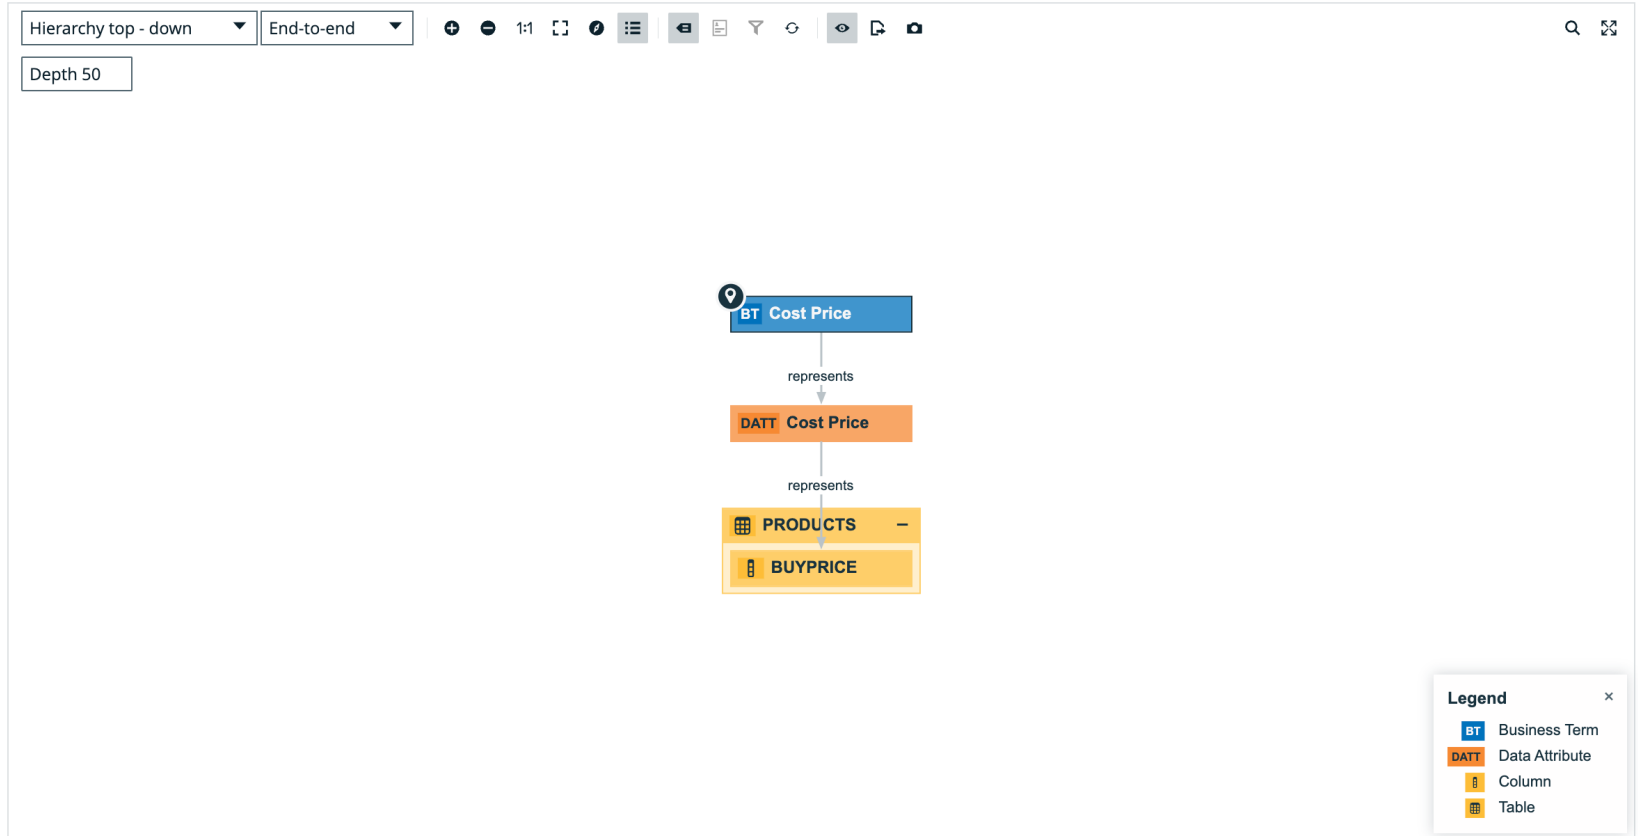 Hierarchy top - down
End-to-end
1:1
Depth 50
BT Cost Price
represents
DATT Cost Price
represents
PRODUCTS
BUYPRICE
Legend
BT Business Term
DATT Data Attribute
Column
Table